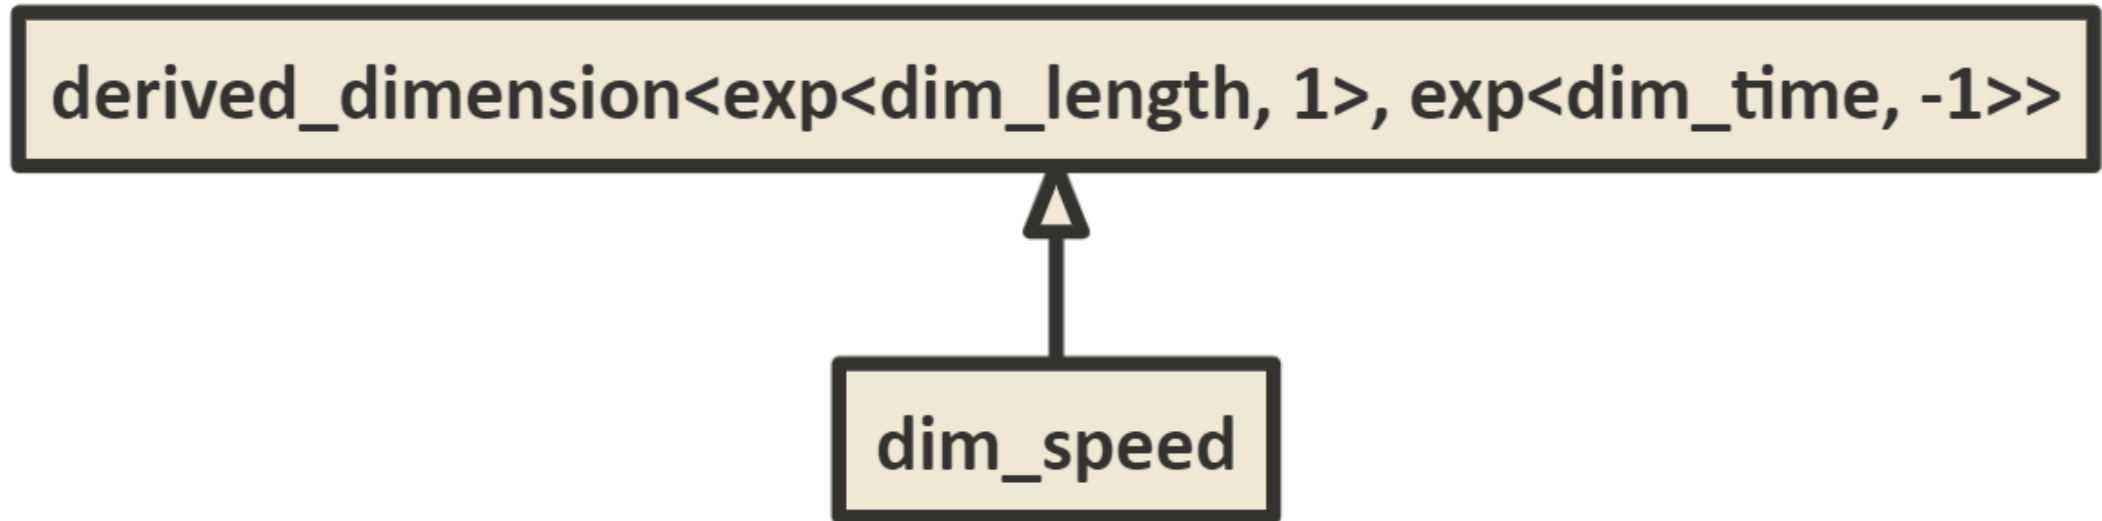 derived_dimension<exp<dim_length, 1>, exp<dim_time, -1>>
dim_speed